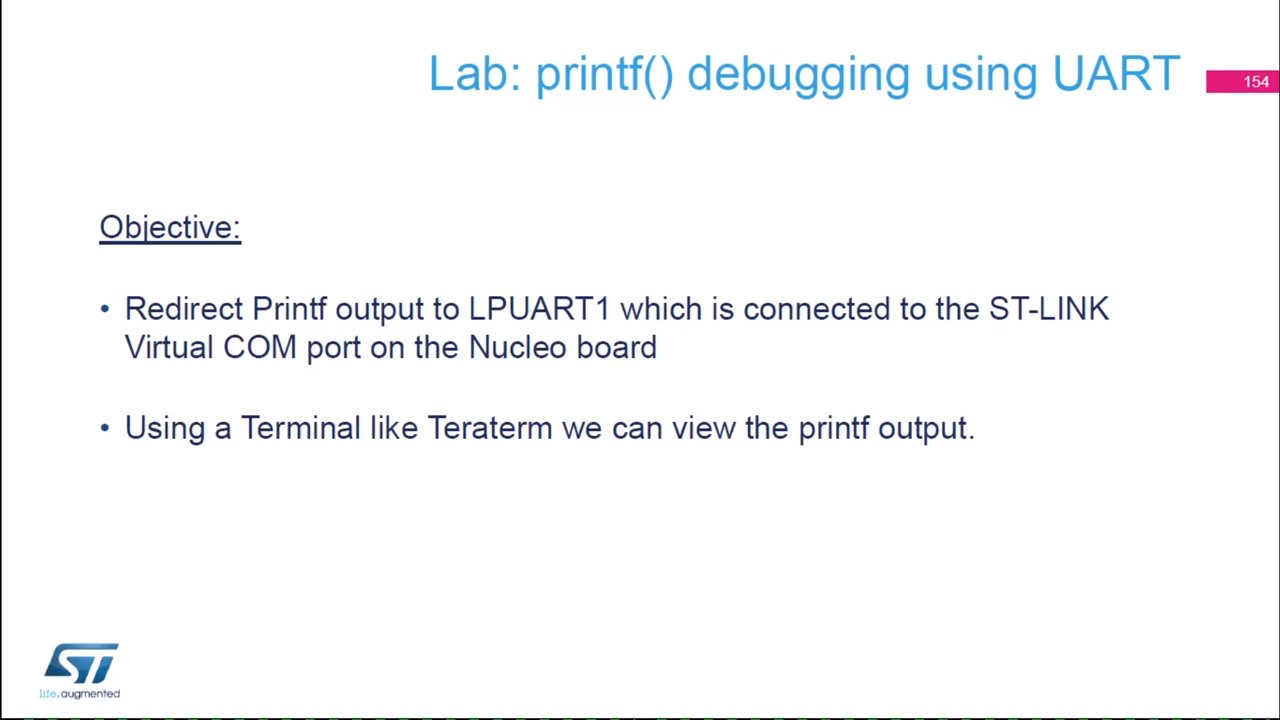 Lab: printf() debugging using UART
154
Objective:
• Redirect Printf output to LPUART1 which is connected to the ST-LINK
Virtual COM port on the Nucleo board
• Using a Terminal like Teraterm we can view the printf output.
ST
life.augmented